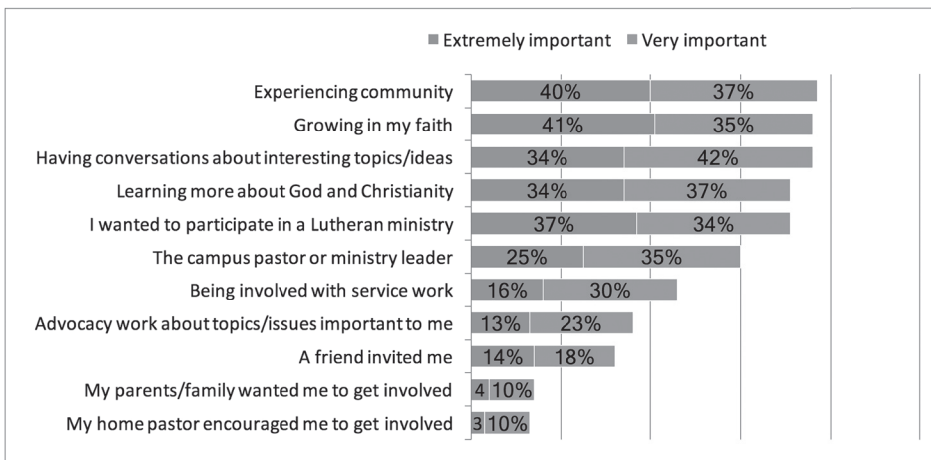 Extremely important Very important
Experiencing community 40% 37%
Growing in my faith 41% 35%
Having conversations about interesting topics/ideas 34% 42%
Learning more about God and Christianity 34% 37%
I wanted to participate in a Lutheran ministry 37% 34%
The campus pastor or ministry leader 25% 35%
Being involved with service work 16% 30%
Advocacy work about topics/issues important to me 13% 23%
A friend invited me 14% 18%
My parents/family wanted me to get involved 4 10%
My home pastor encouraged me to get involved 3 10%